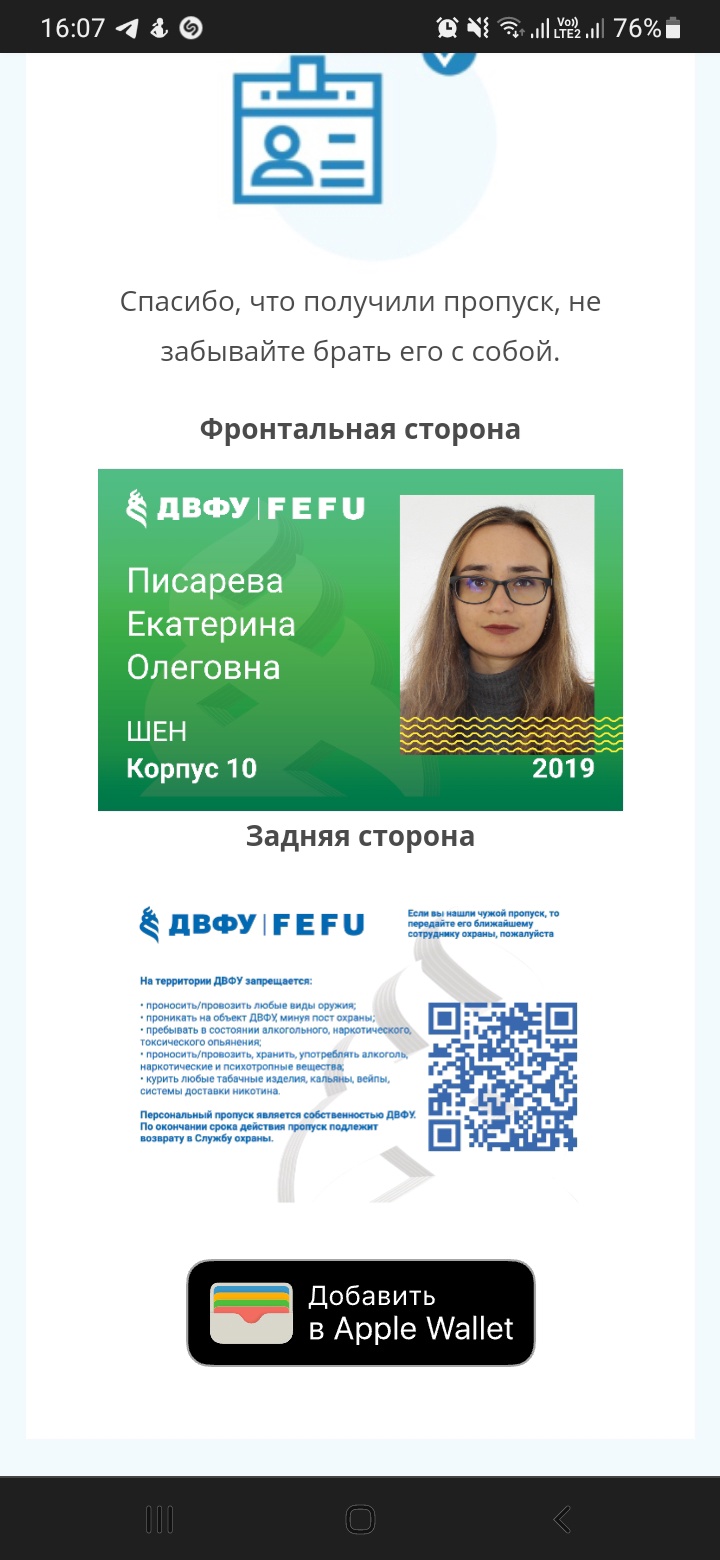 16:07
Vo)) LTE2 76%
Спасибо, что получили пропуск, не
забывайте брать его с собой.
Фронтальная сторона
ДВФУ | FEFU
Писарева
Екатерина
Олеговна
ШЕН
Корпус 10
2019
Задняя сторона
ДВФУ | FEFU
Если вы нашли чужой пропуск, то
передайте его ближайшему
сотруднику охраны, пожалуйста
На территории ДВФУ запрещается:
• проносить/провозить любые виды оружия;
• проникать на объект ДВФУ, минуя пост охраны;
• пребывать в состоянии алкогольного, наркотического,
токсического опьянения;
• проносить/провозить, хранить, употреблять алкоголь,
наркотические и психотропные вещества;
• курить любые табачные изделия, кальяны, вейпы,
системы доставки никотина.
Персональный пропуск является собственностью ДВФУ.
По окончании срока действия пропуск подлежит
возврату в Службу охраны.
Добавить
в Apple Wallet